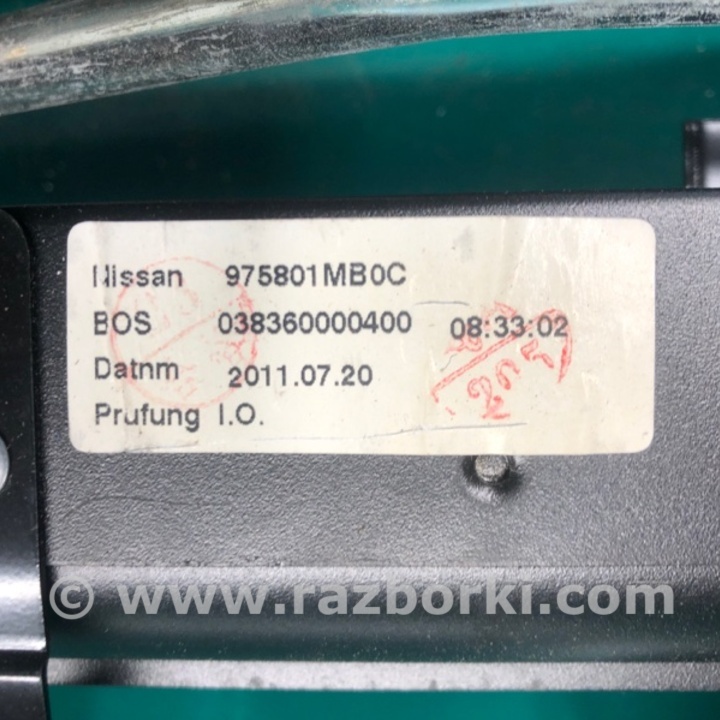 Nissan 975801MB0C
BOS 038360000400 08:33:02
Datnm 2011.07.20
Prufung I.O.
© www.razborki.com